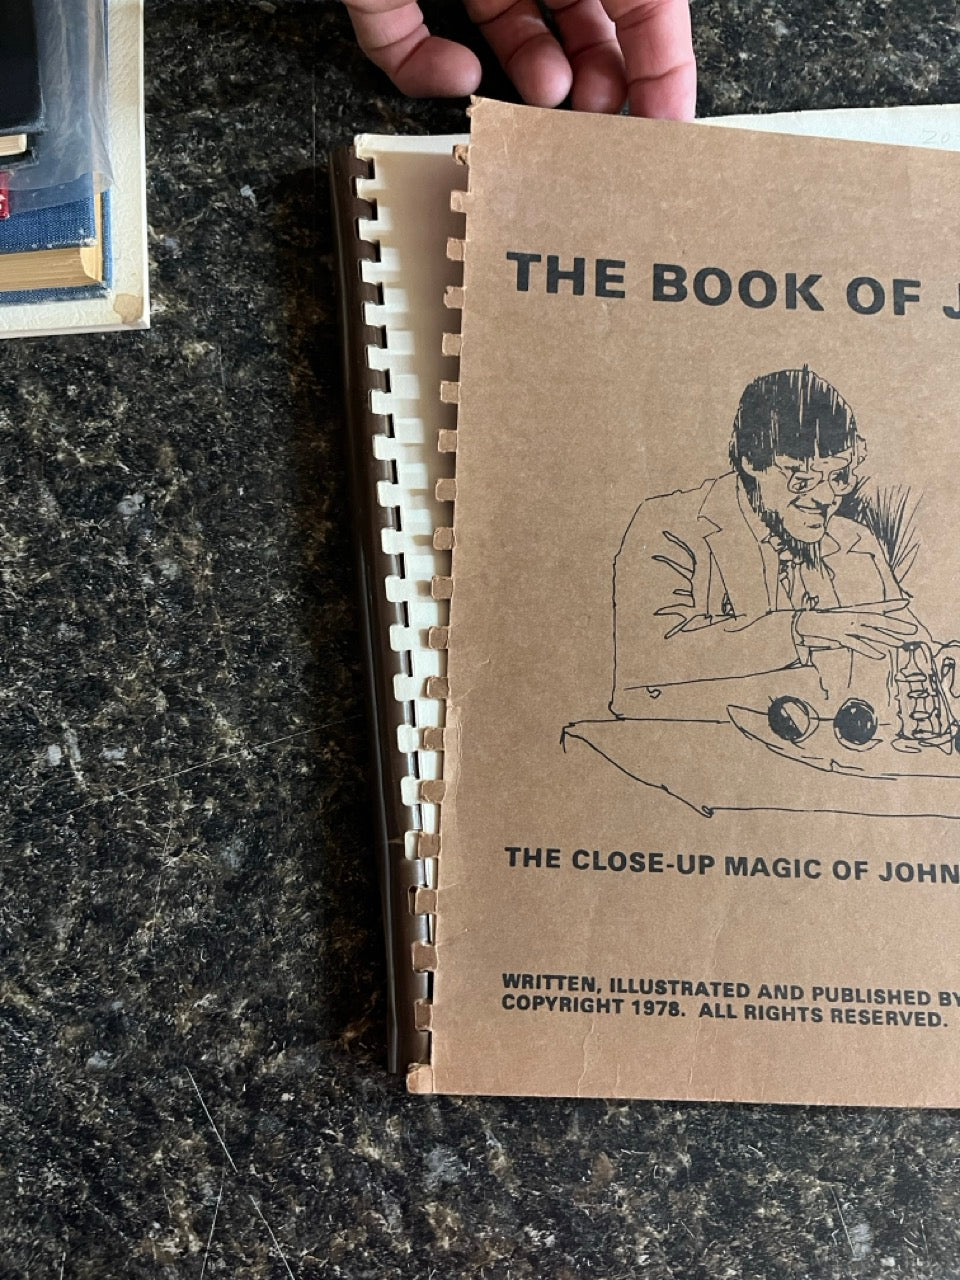 THE BOOK OF J
THE CLOSE-UP MAGIC OF JOHN
WRITTEN, ILLUSTRATED AND PUBLISHED BY
COPYRIGHT 1978. ALL RIGHTS RESERVED.